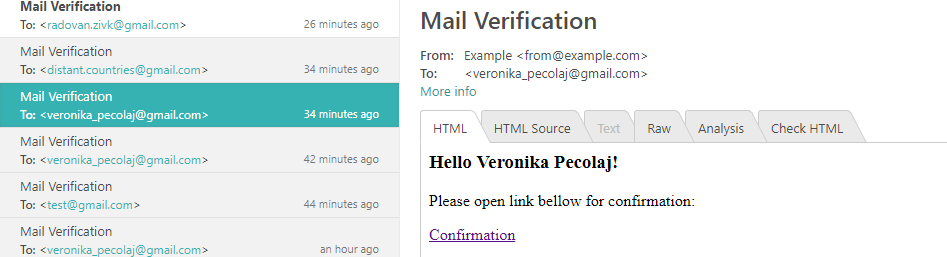 Mail Verification
To: <radovan.zivk@gmail.com> 26 minutes ago
Mail Verification
To: <distant.countries@gmail.com> 34 minutes ago
Mail Verification
To: <veronika_pecolaj@gmail.com> 34 minutes ago
Mail Verification
To: <veronika_pecolaj@gmail.com> 42 minutes ago
Mail Verification
To: <test@gmail.com> 44 minutes ago
Mail Verification
To: <veronika_pecolaj@gmail.com> an hour ago
Mail Verification
From: Example <from@example.com>
To: <veronika_pecolaj@gmail.com>
More info
HTML HTML Source Text Raw Analysis Check HTML
Hello Veronika Pecolaj!
Please open link bellow for confirmation:
Confirmation